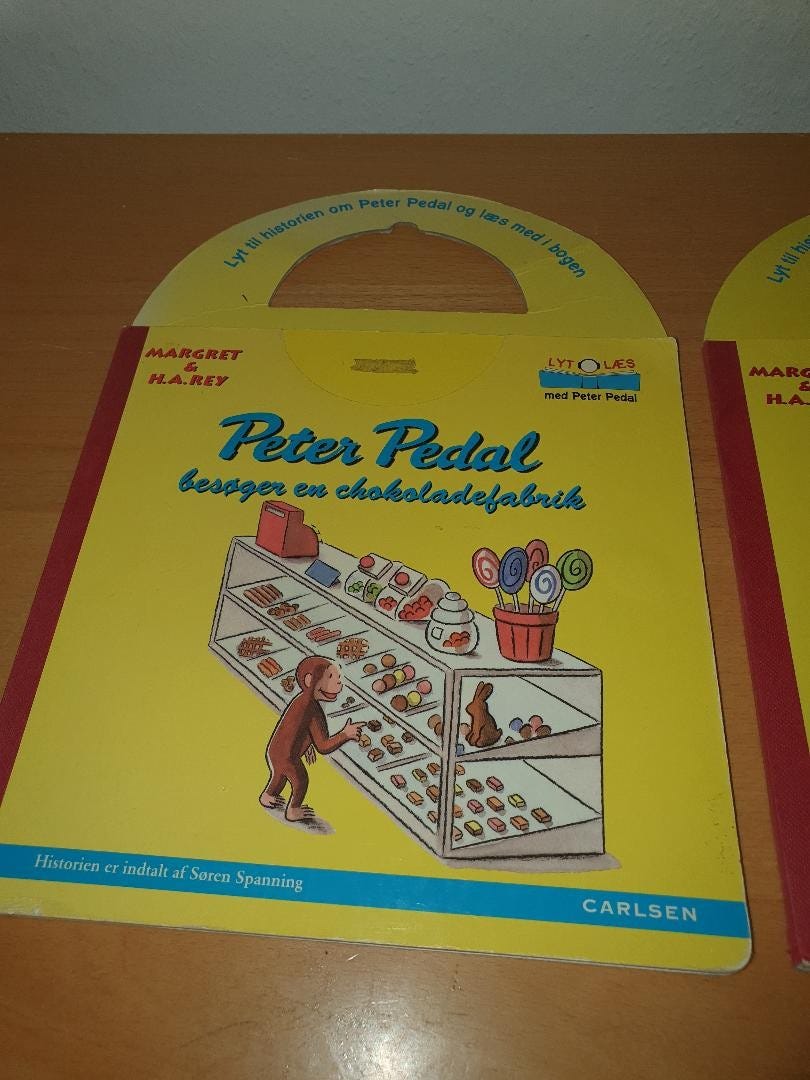 Lyt til historien om Peter Pedal og læs med i bogen
MARGRET
&
H.A.REY
LYT LÆS
med Peter Pedal
Peter Pedal
besøger en chokoladefabrik
Historien er indtalt af Søren Spanning
CARLSEN
Lyt til
MARG
&
H.A.